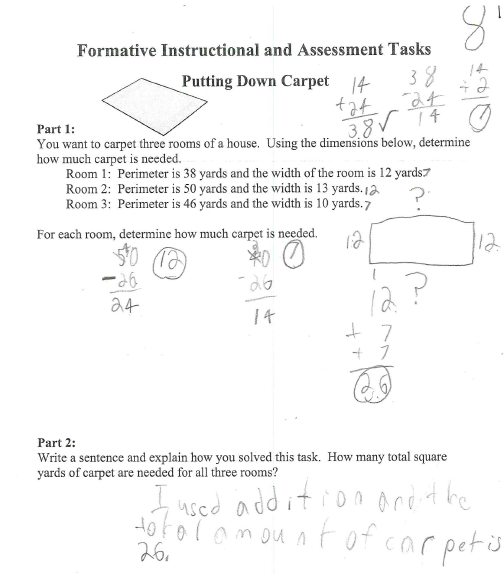 8
Formative Instructional and Assessment Tasks
Putting Down Carpet
14
+24
38 ✓
38
-24
14
14
÷2
7
Part 1:
You want to carpet three rooms of a house. Using the dimensions below, determine
how much carpet is needed.
Room 1: Perimeter is 38 yards and the width of the room is 12 yards. 7
Room 2: Perimeter is 50 yards and the width is 13 yards. 12
Room 3: Perimeter is 46 yards and the width is 10 yards. 7
?
12
12
?
For each room, determine how much carpet is needed.
50
-26
24
12
40
-26
14
7
12
+ 7
+ 7
26
Part 2:
Write a sentence and explain how you solved this task. How many total square
yards of carpet are needed for all three rooms?
I used addition and the
total amount of carpet is
26.